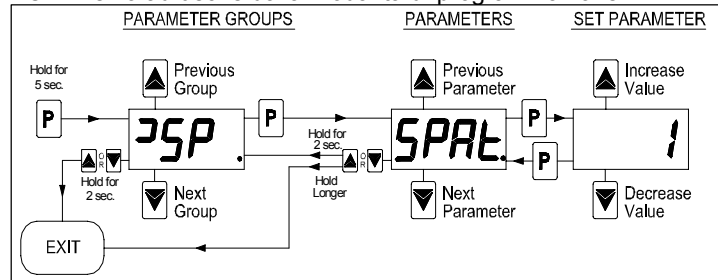 PARAMETER GROUPS PARAMETERS SET PARAMETER
Hold for
5 sec.
P
Previous
Group
ᆿSP.
Next
Group
P
Hold for
2 sec.
OR
Hold for
2 sec.
OR
Hold
Longer
Previous
Parameter
SPAt.
Next
Parameter
P
P
Increase
Value
1
Decrease
Value
EXIT